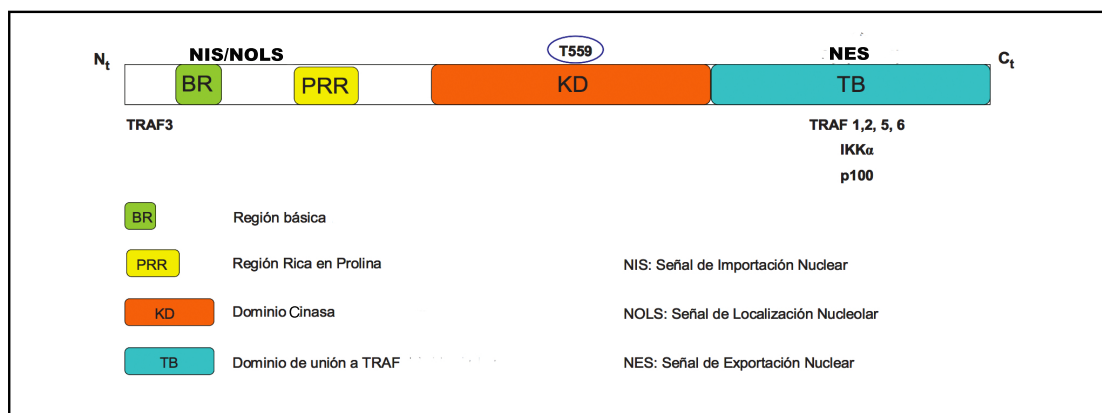 NIS/NOLS T559 NES
Nt Ct
BR PRR KD TB
TRAF3 TRAF 1,2, 5, 6
IKKα
p100
BR Región básica
PRR Región Rica en Prolina NIS: Señal de Importación Nuclear
KD Dominio Cinasa NOLS: Señal de Localización Nucleolar
TB Dominio de unión a TRAF NES: Señal de Exportación Nuclear